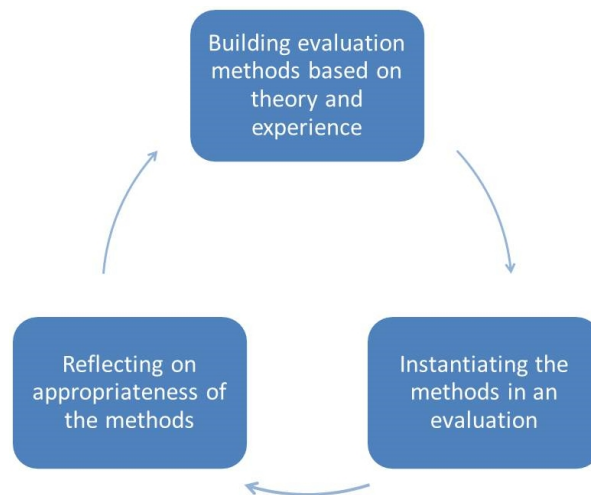 Building evaluation
methods based on
theory and
experience
Instantiating the
methods in an
evaluation
Reflecting on
appropriateness of
the methods